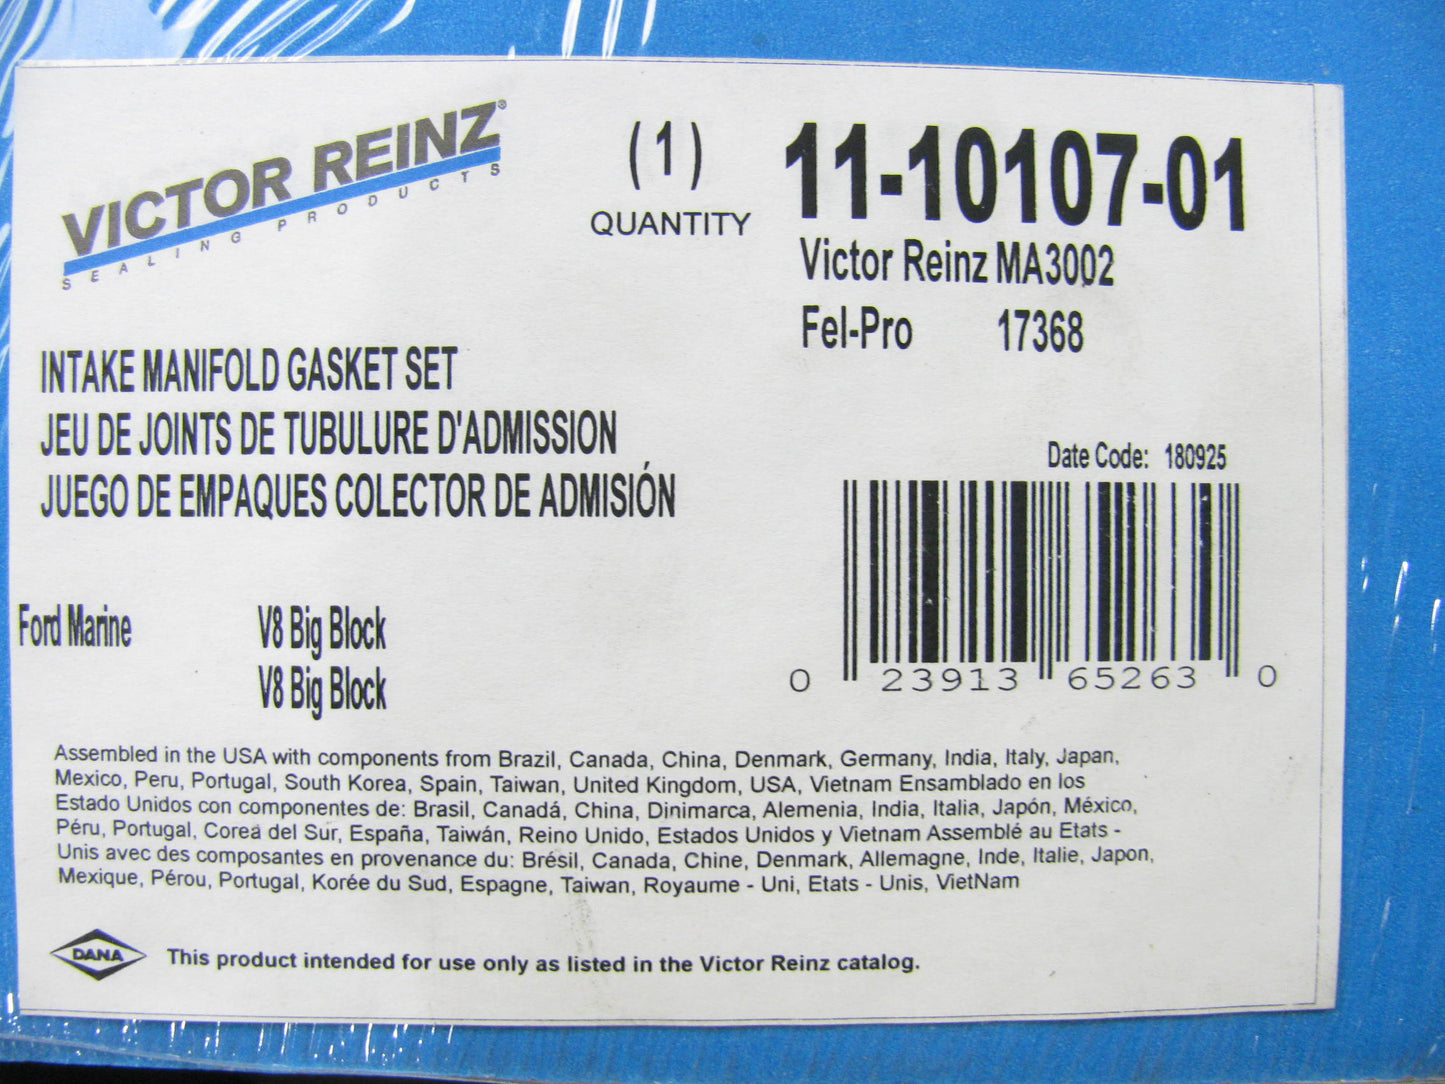 VICTOR REINZ®
SEALING PRODUCTS
(1)
QUANTITY
11-10107-01
Victor Reinz MA3002
Fel-Pro 17368
INTAKE MANIFOLD GASKET SET
JEU DE JOINTS DE TUBULURE D'ADMISSION
JUEGO DE EMPAQUES COLECTOR DE ADMISIÓN
Date Code: 180925
0 23913 65263 0
Ford Marine V8 Big Block
V8 Big Block
Assembled in the USA with components from Brazil, Canada, China, Denmark, Germany, India, Italy, Japan,
Mexico, Peru, Portugal, South Korea, Spain, Taiwan, United Kingdom, USA, Vietnam Ensamblado en los
Estado Unidos con componentes de: Brasil, Canadá, China, Dinimarca, Alemenia, India, Italia, Japón, México,
Péru, Portugal, Corea del Sur, España, Taiwán, Reino Unido, Estados Unidos y Vietnam Assemblé au Etats -
Unis avec des composantes en provenance du: Brésil, Canada, Chine, Denmark, Allemagne, Inde, Italie, Japon,
Mexique, Pérou, Portugal, Korée du Sud, Espagne, Taiwan, Royaume - Uni, Etats - Unis, VietNam
DANA
This product intended for use only as listed in the Victor Reinz catalog.